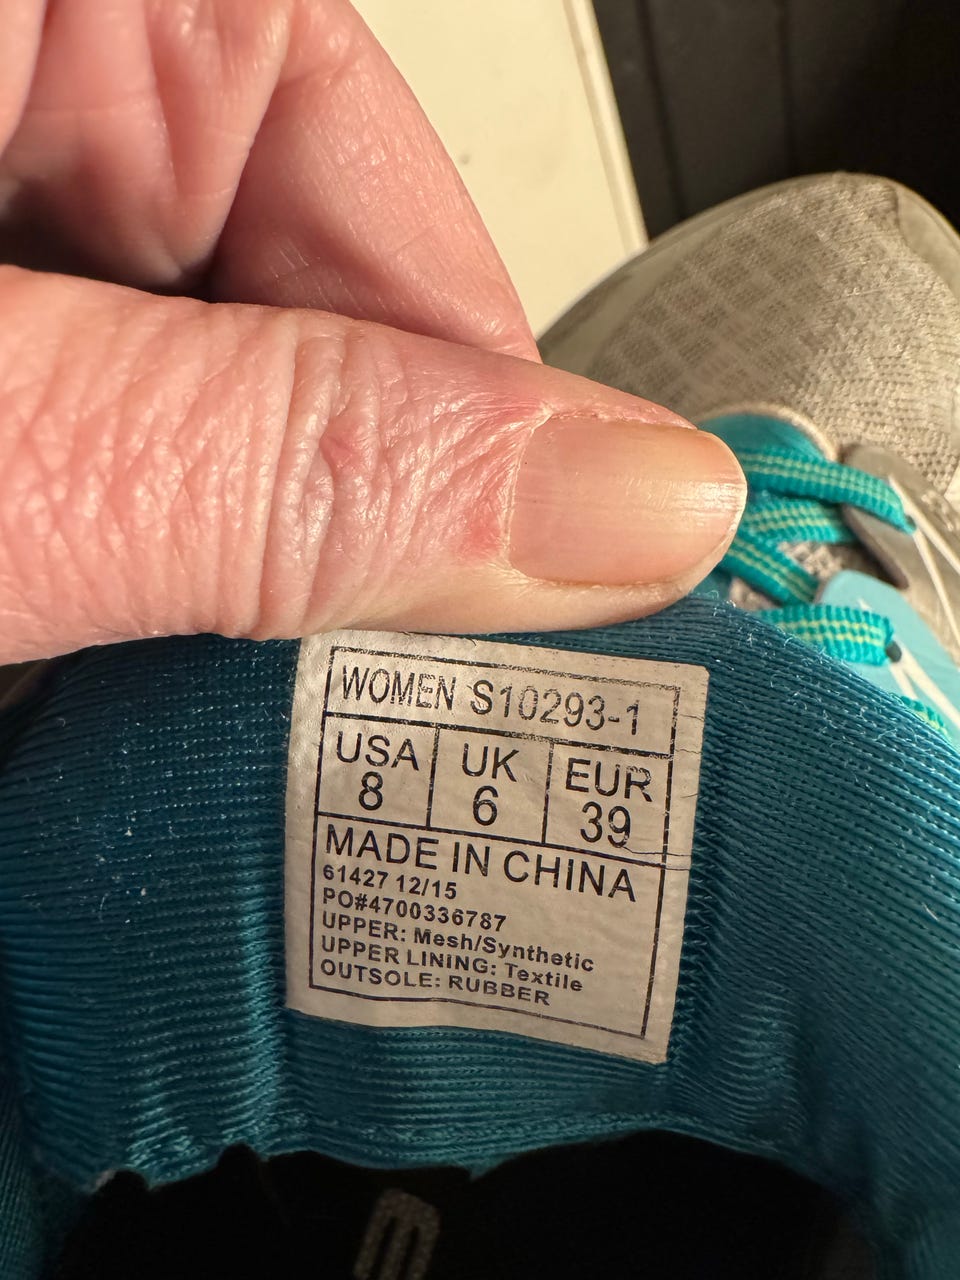 WOMEN S10293-1
USA UK EUR
8 6 39
MADE IN CHINA
61427 12/15
PO#4700336787
UPPER: Mesh/Synthetic
UPPER LINING: Textile
OUTSOLE: RUBBER